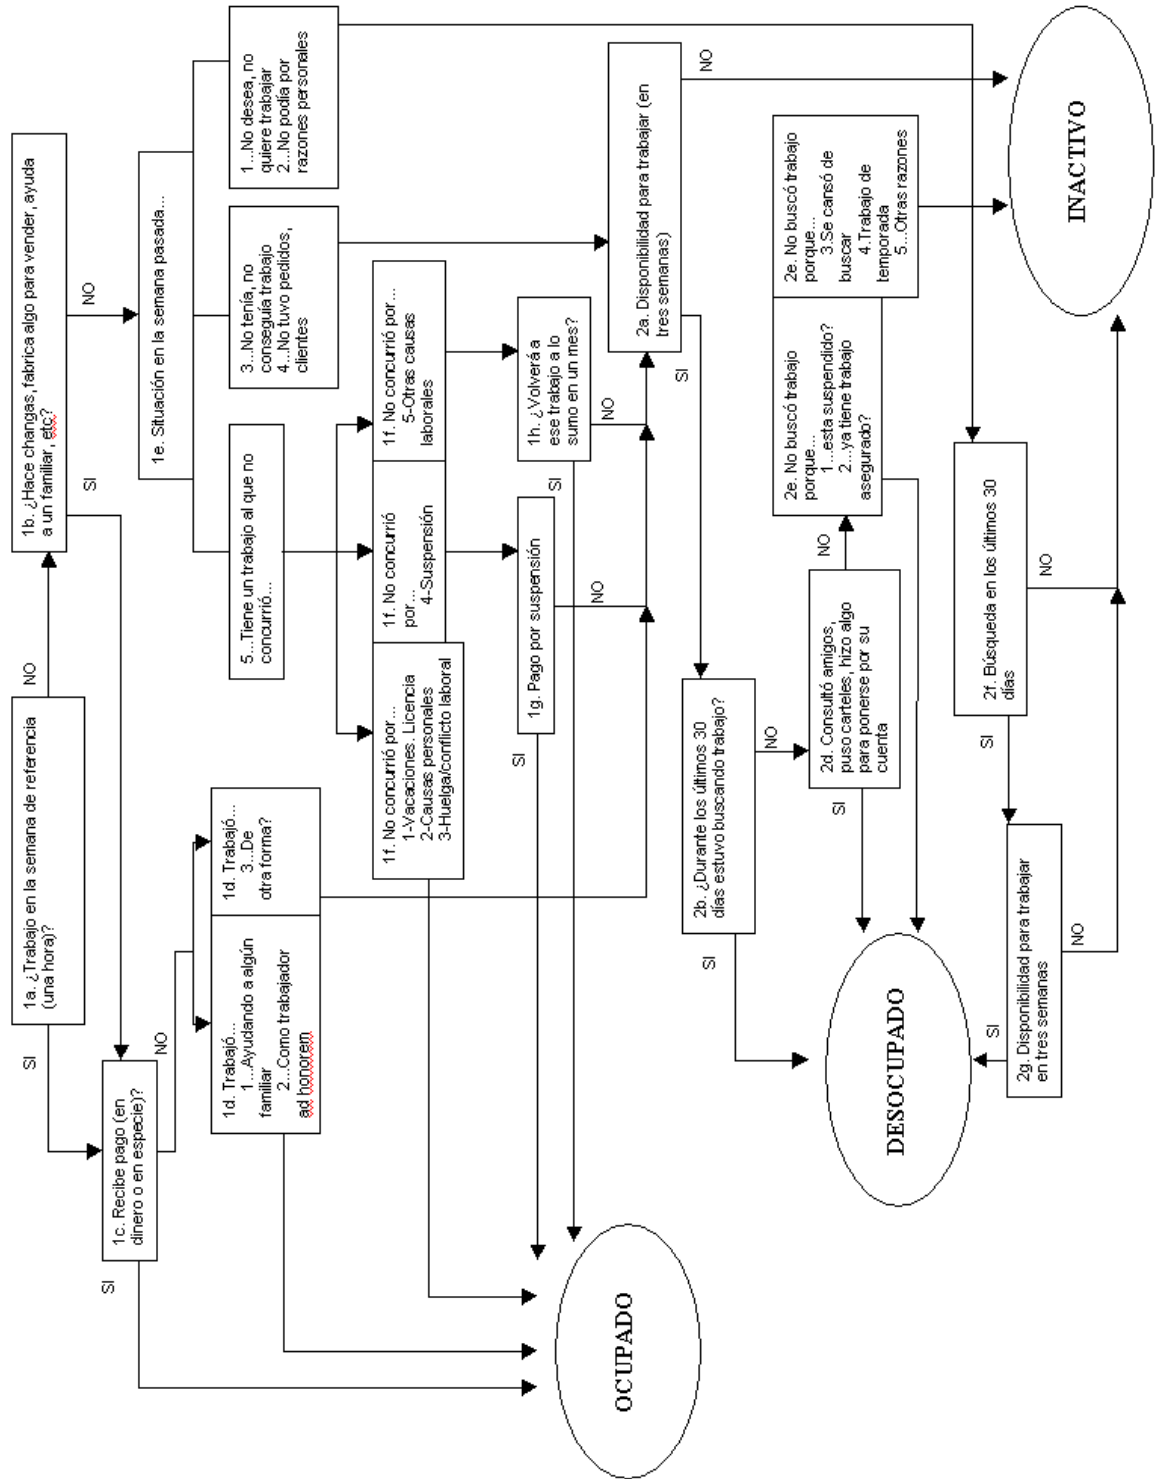 1a. ¿Trabajo en la semana de referencia
(una hora)?
SI
NO
1b. ¿Hace changas, fabrica algo para vender, ayuda
a un familiar, etc?
SI
NO
1c. Recibe pago (en
dinero o en especie)?
SI
NO
1e. Situación en la semana pasada...
1d. Trabajó...
1...Ayudando a algún
familiar
2...Como trabajador
ad honorem
1d. Trabajó...
3...De
otra forma?
5...Tiene un trabajo al que no
concurrió...
3...No tenía, no
conseguía trabajo
4...No tuvo pedidos,
clientes
1...No desea, no
quiere trabajar
2...No podía por
razones personales
1f. No concurrió por...
1-Vacaciones. Licencia
2-Causas personales
3-Huelga/conflicto laboral
1f. No concurrió
por...
4-Suspensión
1f. No concurrió por...
5-Otras causas
laborales
1g. Pago por suspensión
SI
NO
1h. ¿Volverá a
ese trabajo a lo
sumo en un mes?
SI
NO
2a. Disponibilidad para trabajar (en
tres semanas)
SI
NO
OCUPADO
2b. ¿Durante los últimos 30
días estuvo buscando trabajo?
SI
NO
2d. Consultó amigos,
puso carteles, hizo algo
para ponerse por su
cuenta
SI
NO
2e. No buscó trabajo
porque...
1...esta suspendido?
2...ya tiene trabajo
asegurado?
2e. No buscó trabajo
porque...
3.Se cansó de
buscar
4.Trabajo de
temporada
5...Otras razones
DESOCUPADO
2f. Búsqueda en los últimos 30
días
SI
NO
2g. Disponibilidad para trabajar
en tres semanas
SI
NO
INACTIVO